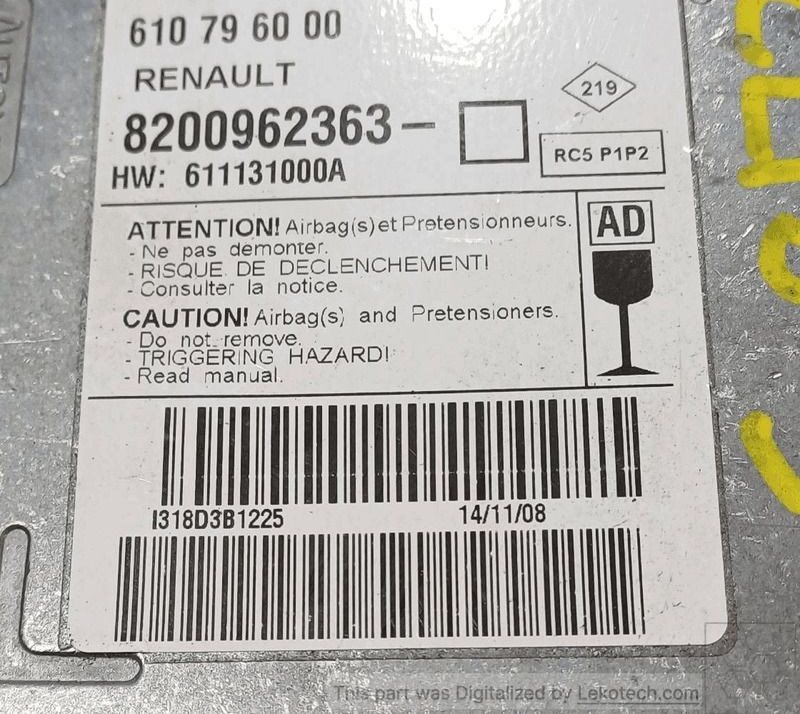 610 796 00 00
RENAULT
219
8200962363 -
RC5 P1P2
HW: 611131000A
ATTENTION! Airbag(s) et Pretensionneurs.
- Ne pas demonter.
- RISQUE DE DECLENCHEMENT!
- Consulter la notice.
AD
CAUTION! Airbag(s) and Pretensioners.
- Do not remove.
- TRIGGERING HAZARD!
- Read manual.
I318D3B1225 14/11/08
This part was Digitalized by Lekotech.com